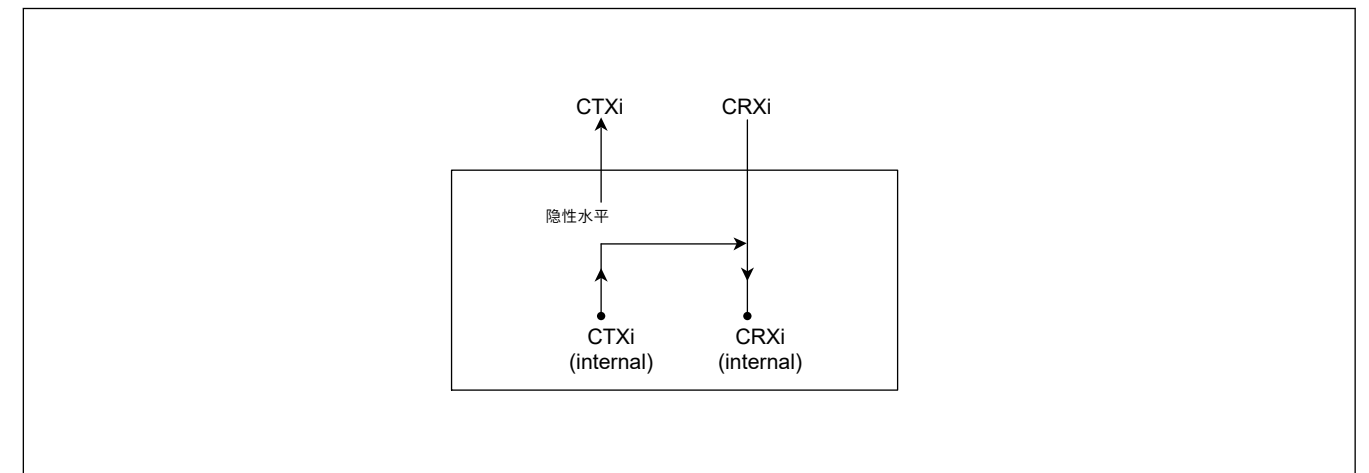 CTXi CRXi
隐性水平
CTXi CRXi
(internal) (internal)